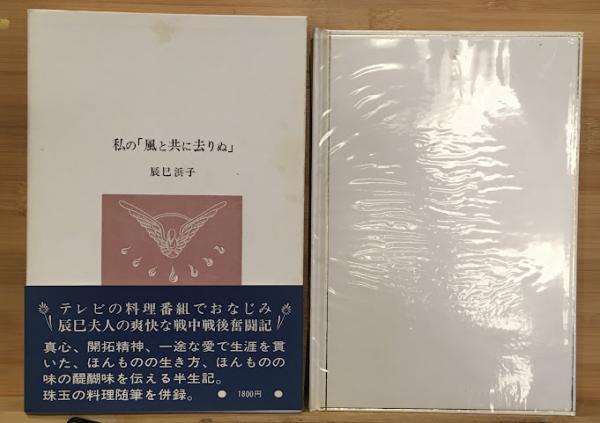 私の「風と共に去りぬ」
辰巳浜子
テレビの料理番組でおなじみ
辰巳夫人の爽快な戦中戦後奮闘記
真心、開拓精神、一途な愛で生涯を貫
いた、ほんものの生き方、ほんものの
味の醍醐味を伝える半生記。
珠玉の料理随筆を併録。
● 1800円 ●